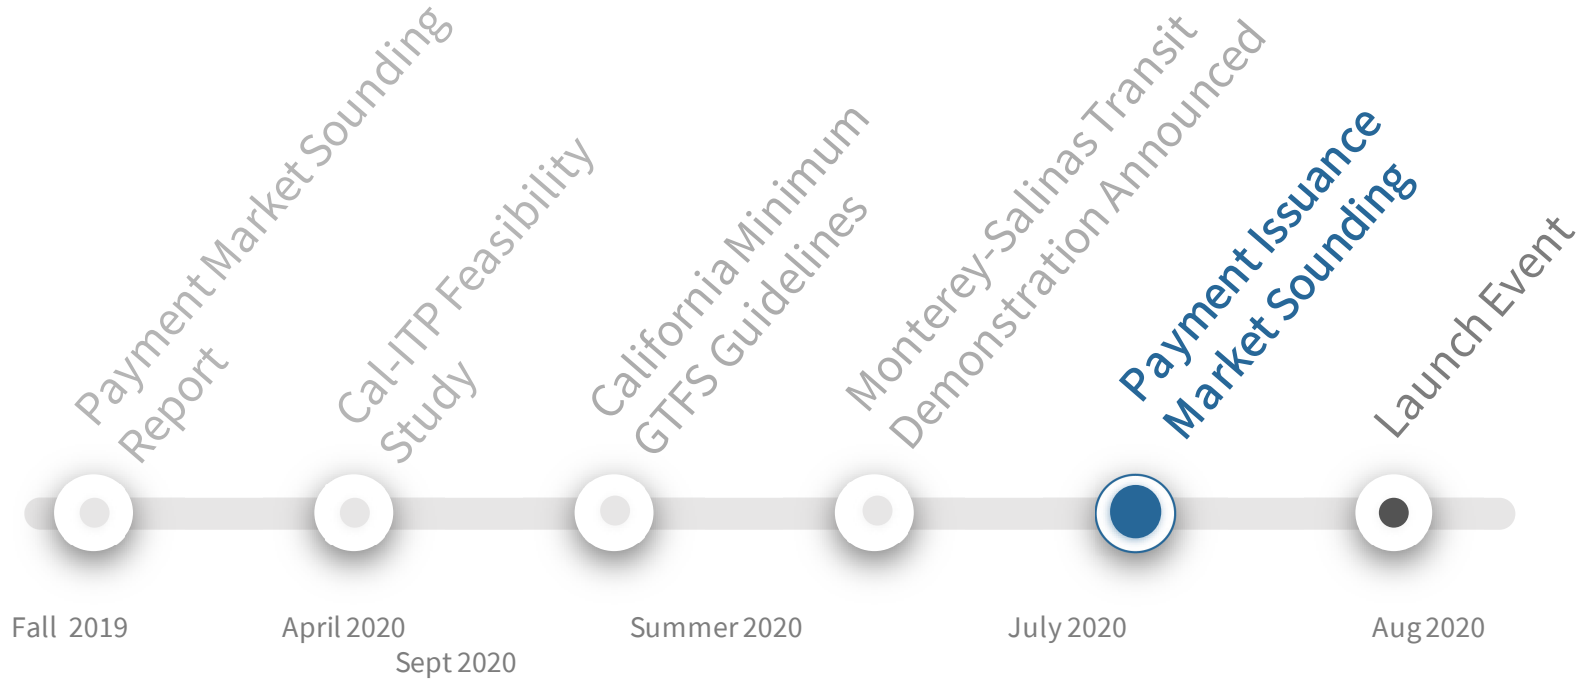 Payment Market Sounding
Report
Cal-ITP Feasibility
Study
California Minimum
GTFS Guidelines
Monterey-Salinas Transit
Demonstration Announced
Payment Issuance
Market Sounding
Launch Event
Fall 2019
April 2020
Summer 2020
July 2020
Aug 2020
Sept 2020